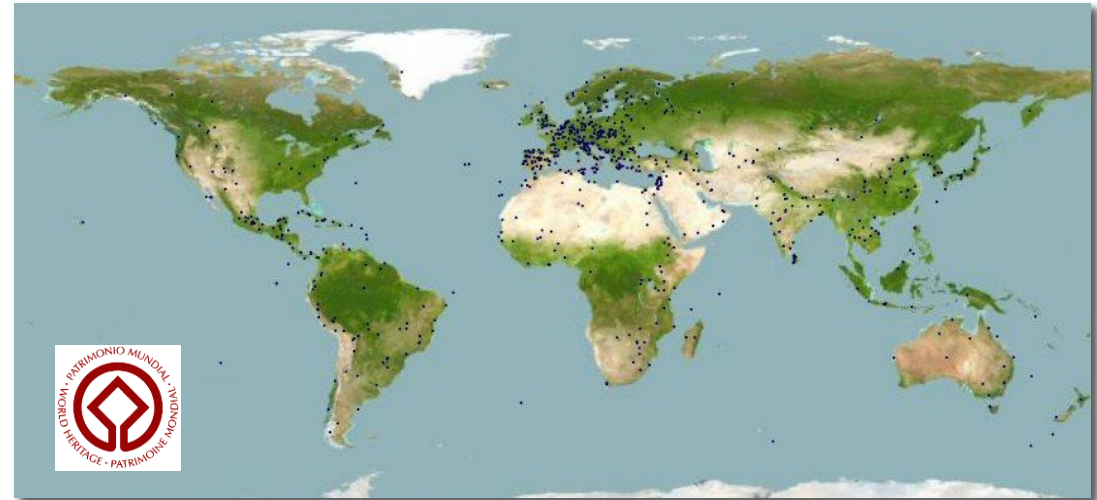 PATRIMONIO MUNDIAL • WORLD HERITAGE • PATRIMOINE MONDIAL •